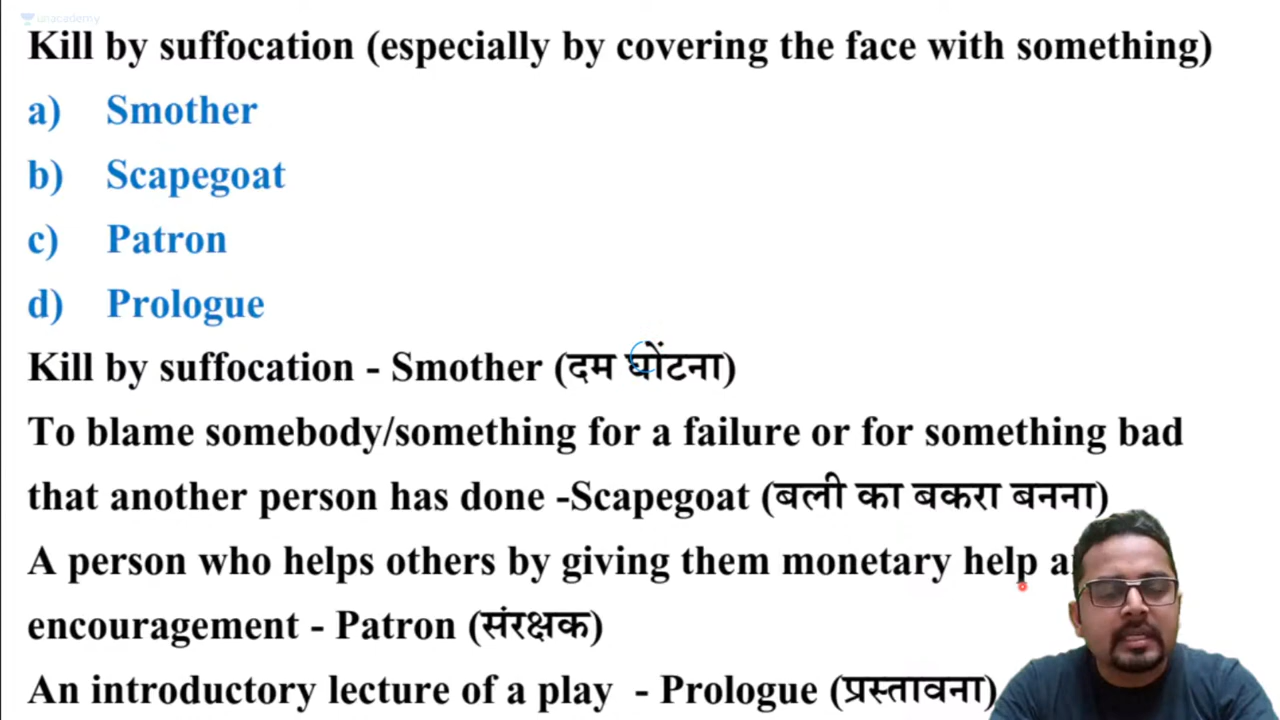 unacademy
Kill by suffocation (especially by covering the face with something)
a) Smother
b) Scapegoat
c) Patron
d) Prologue
Kill by suffocation - Smother (दम घोंटना)
To blame somebody/something for a failure or for something bad
that another person has done -Scapegoat (बली का बकरा बनना)
A person who helps others by giving them monetary help
encouragement - Patron (संरक्षक)
An introductory lecture of a play - Prologue (प्रस्तावना)